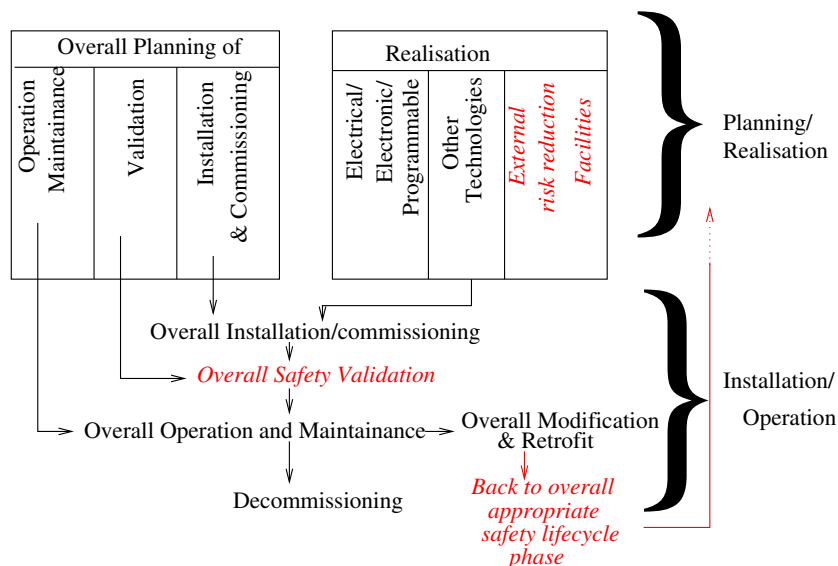 Overall Planning of
Operation
Maintainance
Validation
Installation
& Commissioning
Realisation
Electrical/
Electronic/
Programmable
Other
Technologies
External
risk reduction
Facilities
Planning/
Realisation
Overall Installation/commissioning
Overall Safety Validation
Overall Operation and Maintainance
Overall Modification
& Retrofit
Decommissioning
Back to overall
appropriate
safety lifecycle
phase
Installation/
Operation